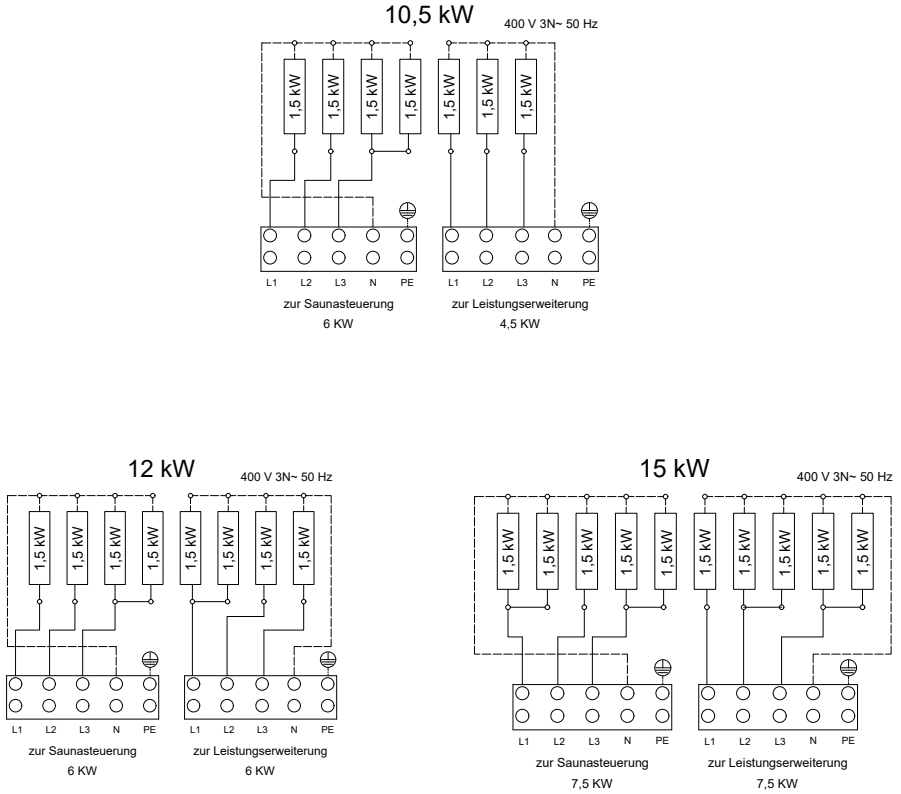 10,5 kW
400 V 3N~ 50 Hz
1,5 kW 1,5 kW 1,5 kW 1,5 kW 1,5 kW 1,5 kW 1,5 kW
L1 L2 L3 N PE L1 L2 L3 N PE
zur Saunasteuerung zur Leistungserweiterung
6 KW 4,5 KW
12 kW
400 V 3N~ 50 Hz
1,5 kW 1,5 kW 1,5 kW 1,5 kW 1,5 kW 1,5 kW 1,5 kW 1,5 kW
L1 L2 L3 N PE L1 L2 L3 N PE
zur Saunasteuerung zur Leistungserweiterung
6 KW 6 KW
15 kW
400 V 3N~ 50 Hz
1,5 kW 1,5 kW 1,5 kW 1,5 kW 1,5 kW 1,5 kW 1,5 kW 1,5 kW 1,5 kW 1,5 kW
L1 L2 L3 N PE L1 L2 L3 N PE
zur Saunasteuerung zur Leistungserweiterung
7,5 KW 7,5 KW